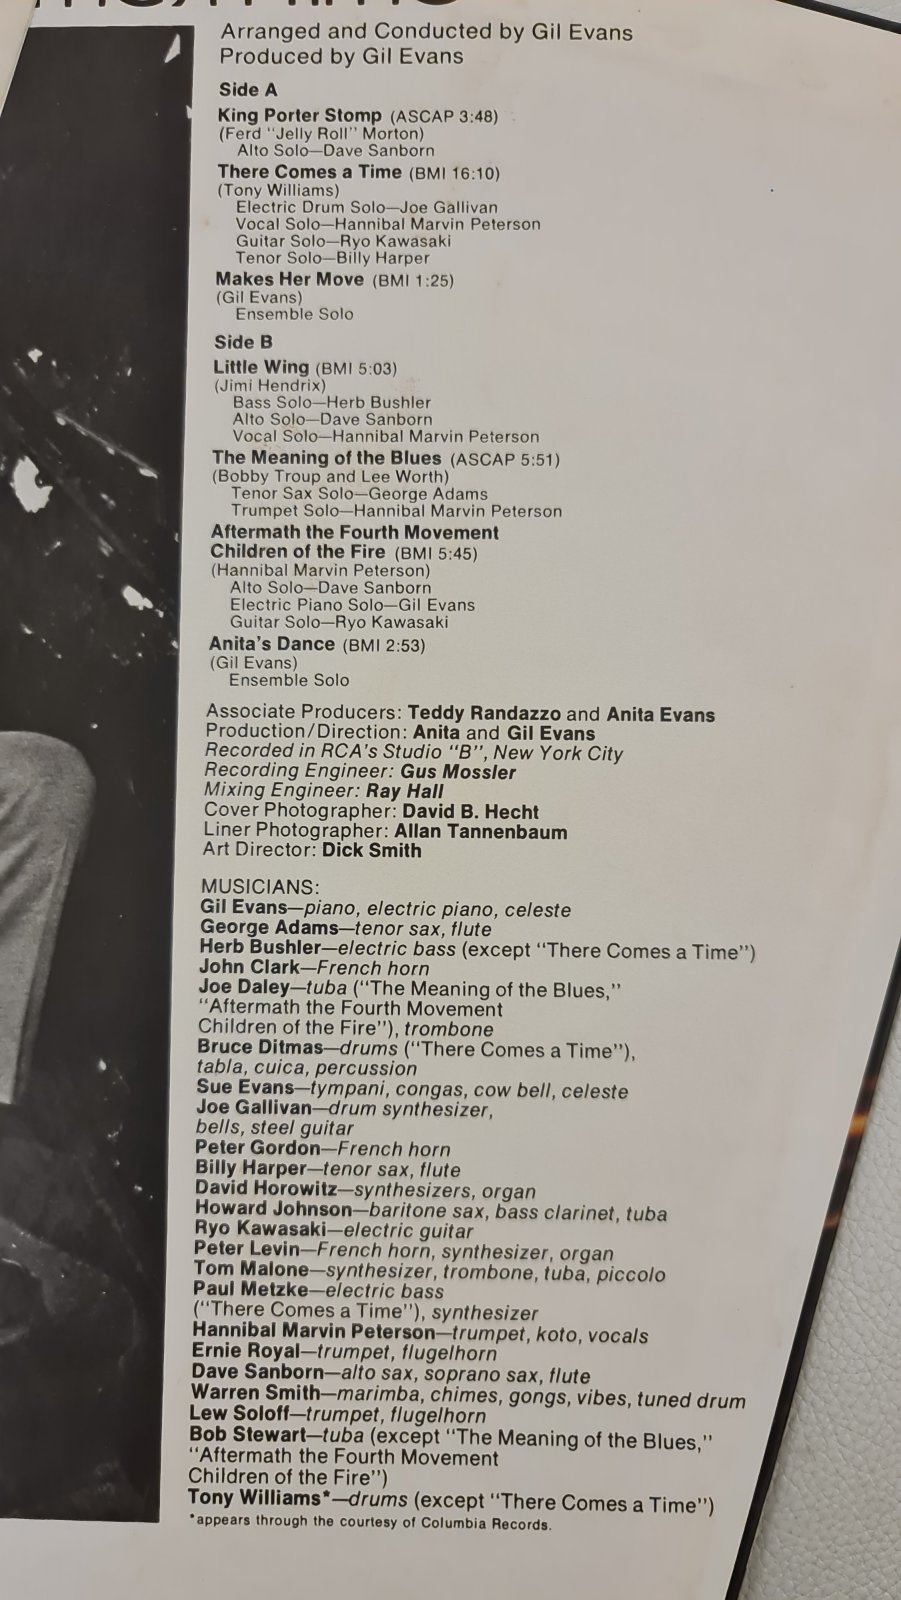 Arranged and Conducted by Gil Evans
Produced by Gil Evans
Side A
King Porter Stomp (ASCAP 3:48)
(Ferd "Jelly Roll" Morton)
Alto Solo—Dave Sanborn
There Comes a Time (BMI 16:10)
(Tony Williams)
Electric Drum Solo—Joe Gallivan
Vocal Solo—Hannibal Marvin Peterson
Guitar Solo—Ryo Kawasaki
Tenor Solo—Billy Harper
Makes Her Move (BMI 1:25)
(Gil Evans)
Ensemble Solo
Side B
Little Wing (BMI 5:03)
(Jimi Hendrix)
Bass Solo—Herb Bushler
Alto Solo—Dave Sanborn
Vocal Solo—Hannibal Marvin Peterson
The Meaning of the Blues (ASCAP 5:51)
(Bobby Troup and Lee Worth)
Tenor Sax Solo—George Adams
Trumpet Solo—Hannibal Marvin Peterson
Aftermath the Fourth Movement
Children of the Fire (BMI 5:45)
(Hannibal Marvin Peterson)
Alto Solo—Dave Sanborn
Electric Piano Solo—Gil Evans
Guitar Solo—Ryo Kawasaki
Anita's Dance (BMI 2:53)
(Gil Evans)
Ensemble Solo
Associate Producers: Teddy Randazzo and Anita Evans
Production/Direction: Anita and Gil Evans
Recorded in RCA's Studio "B", New York City
Recording Engineer: Gus Mossler
Mixing Engineer: Ray Hall
Cover Photographer: David B. Hecht
Liner Photographer: Allan Tannenbaum
Art Director: Dick Smith
MUSICIANS:
Gil Evans—piano, electric piano, celeste
George Adams—tenor sax, flute
Herb Bushler—electric bass (except "There Comes a Time")
John Clark—French horn
Joe Daley—tuba ("The Meaning of the Blues,"
"Aftermath the Fourth Movement
Children of the Fire"), trombone
Bruce Ditmas—drums ("There Comes a Time"),
tabla, cuica, percussion
Sue Evans—tympani, congas, cow bell, celeste
Joe Gallivan—drum synthesizer,
bells, steel guitar
Peter Gordon—French horn
Billy Harper—tenor sax, flute
David Horowitz—synthesizers, organ
Howard Johnson—baritone sax, bass clarinet, tuba
Ryo Kawasaki—electric guitar
Peter Levin—French horn, synthesizer, organ
Tom Malone—synthesizer, trombone, tuba, piccolo
Paul Metzke—electric bass
("There Comes a Time"), synthesizer
Hannibal Marvin Peterson—trumpet, koto, vocals
Ernie Royal—trumpet, flugelhorn
Dave Sanborn—alto sax, soprano sax, flute
Warren Smith—marimba, chimes, gongs, vibes, tuned drum
Lew Soloff—trumpet, flugelhorn
Bob Stewart—tuba (except "The Meaning of the Blues,"
"Aftermath the Fourth Movement
Children of the Fire")
Tony Williams*—drums (except "There Comes a Time")
*appears through the courtesy of Columbia Records.